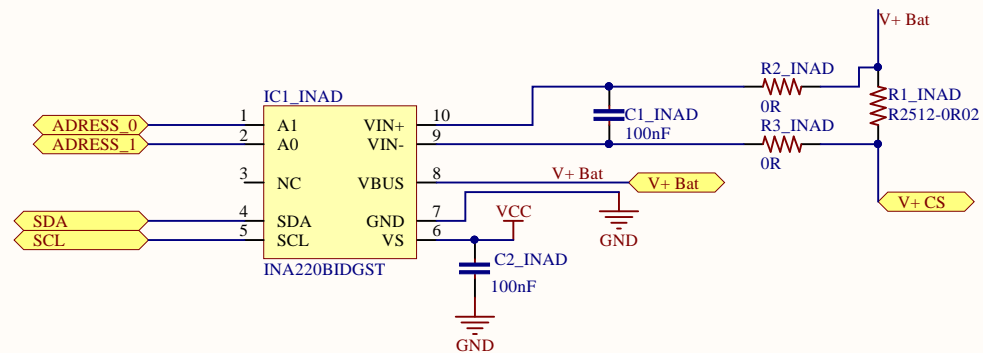 V+ Bat
R2_INAD
0R
R1_INAD
R2512-0R02
IC1_INAD
C1_INAD
100nF
R3_INAD
0R
ADRESS_0
1
A1
VIN+
10
ADRESS_1
2
A0
VIN-
9
3
NC
VBUS
8
V+ Bat
V+ Bat
V+ CS
SDA
4
SDA
GND
7
VCC
GND
SCL
5
SCL
VS
6
INA220BIDGST
C2_INAD
100nF
GND